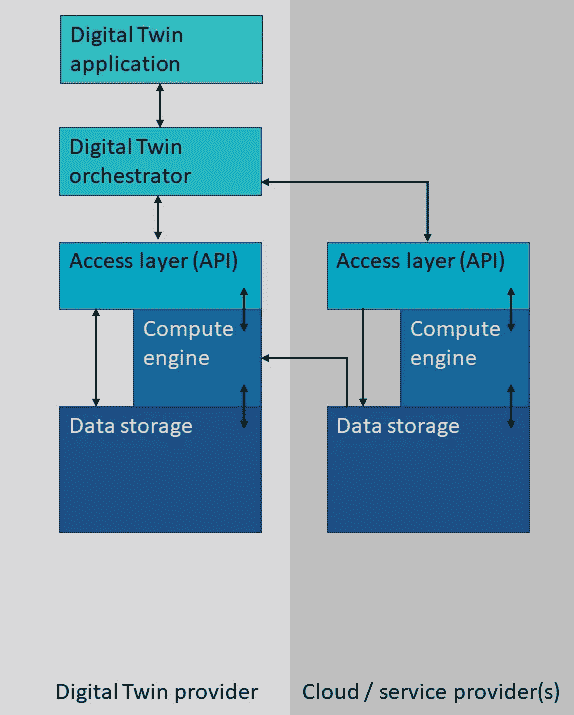 Digital Twin
application
Digital Twin
orchestrator
Access layer (API)
Compute
engine
Data storage
Digital Twin provider
Access layer (API)
Compute
engine
Data storage
Cloud / service provider(s)